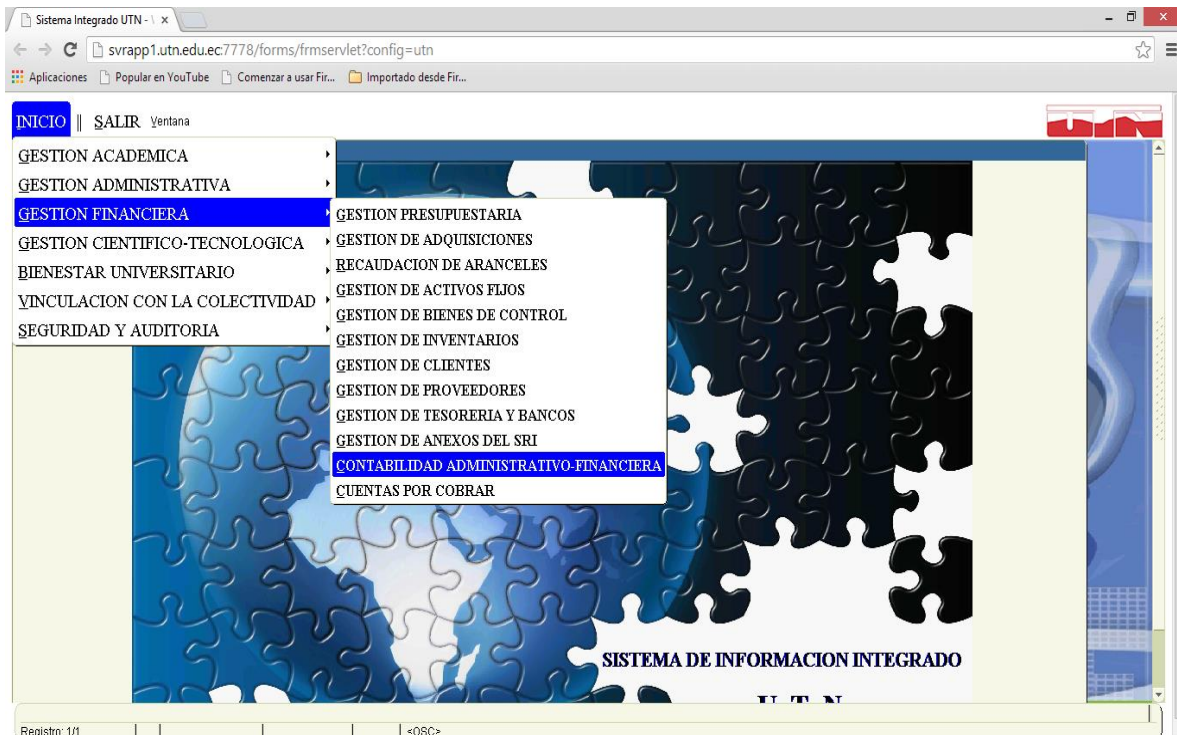 Sistema Integrado UTN - \
svrapp1.utn.edu.ec:7778/forms/frmservlet?config=utn
Aplicaciones Popular en YouTube Comenzar a usar Fir... Importado desde Fir...
INICIO || SALIR Ventana
UTN
GESTION ACADEMICA
GESTION ADMINISTRATIVA
GESTION FINANCIERA
GESTION CIENTIFICO-TECNOLOGICA
BIENESTAR UNIVERSITARIO
VINCULACION CON LA COLECTIVIDAD
SEGURIDAD Y AUDITORIA
GESTION PRESUPUESTARIA
GESTION DE ADQUISICIONES
RECAUDACION DE ARANCELES
GESTION DE ACTIVOS FIJOS
GESTION DE BIENES DE CONTROL
GESTION DE INVENTARIOS
GESTION DE CLIENTES
GESTION DE PROVEEDORES
GESTION DE TESORERIA Y BANCOS
GESTION DE ANEXOS DEL SRI
CONTABILIDAD ADMINISTRATIVO-FINANCIERA
CUENTAS POR COBRAR
SISTEMA DE INFORMACION INTEGRADO
U T N
Registro: 1/1 <OSC>